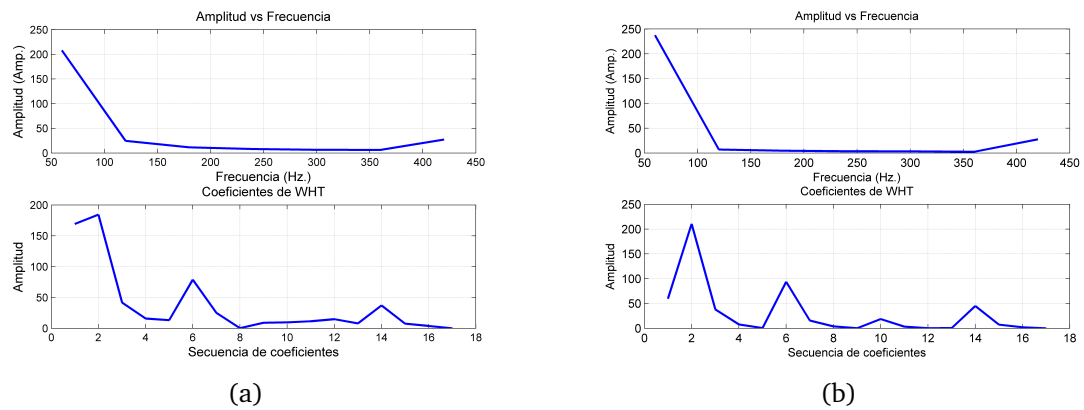 Amplitud vs Frecuencia
Amplitud (Amp.)
250
200
150
100
50
0
50 100 150 200 250 300 350 400 450
Frecuencia (Hz.)
Coeficientes de WHT
Amplitud
200
150
100
50
0
0 2 4 6 8 10 12 14 16 18
Secuencia de coeficientes
(a)
Amplitud vs Frecuencia
Amplitud (Amp.)
250
200
150
100
50
0
50 100 150 200 250 300 350 400 450
Frecuencia (Hz.)
Coeficientes de WHT
Amplitud
250
200
150
100
50
0
0 2 4 6 8 10 12 14 16 18
Secuencia de coeficientes
(b)